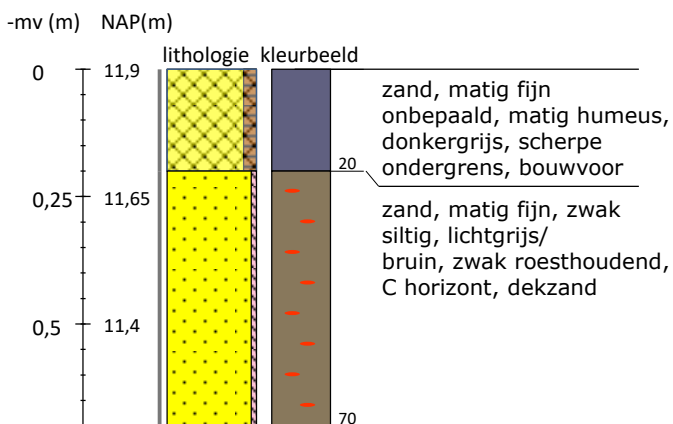 -mv (m) NAP(m)
lithologie kleurbeeld
0 11,9
zand, matig fijn
onbepaald, matig humeus,
donkergrijs, scherpe
ondergrens, bouwvoor
20
0,25 11,65
zand, matig fijn, zwak
siltig, lichtgrijs/
bruin, zwak roesthoudend,
C horizont, dekzand
0,5 11,4
70